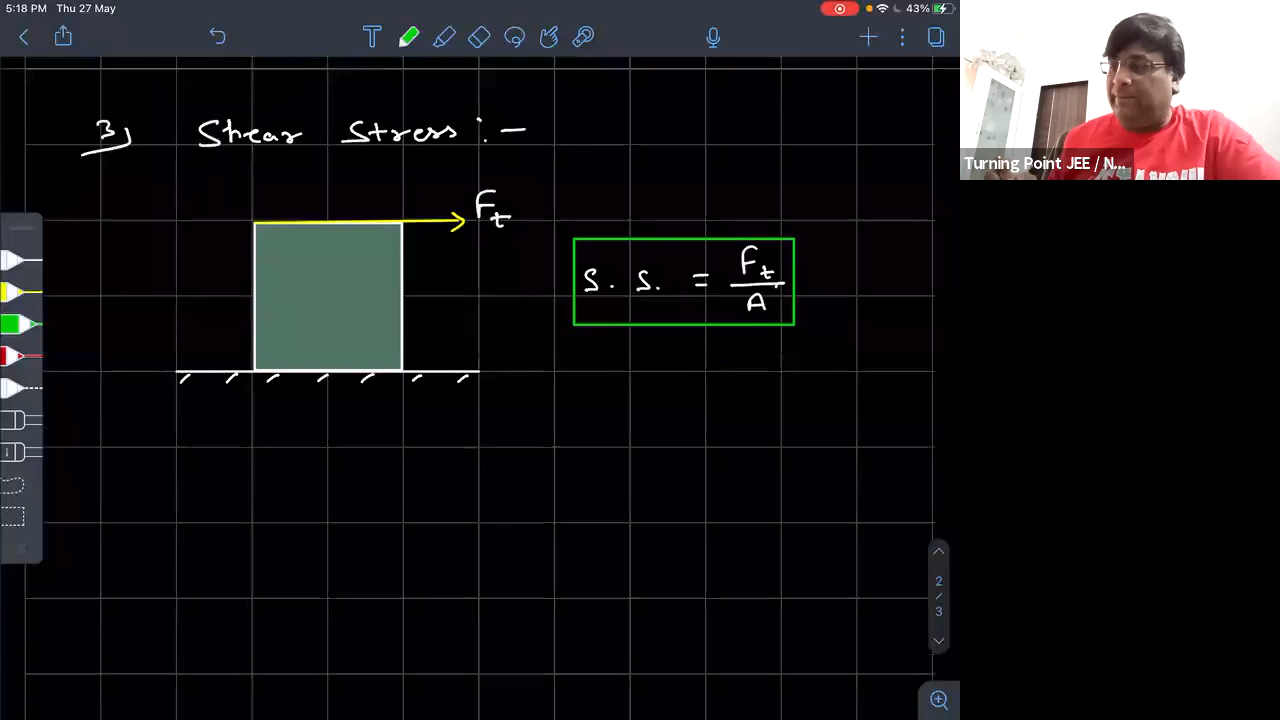 5:18 PM Thu 27 May
43%
3) Shear Stress :-
Ft
S. S. = Ft / A
2 / 3
Turning Point JEE / N...